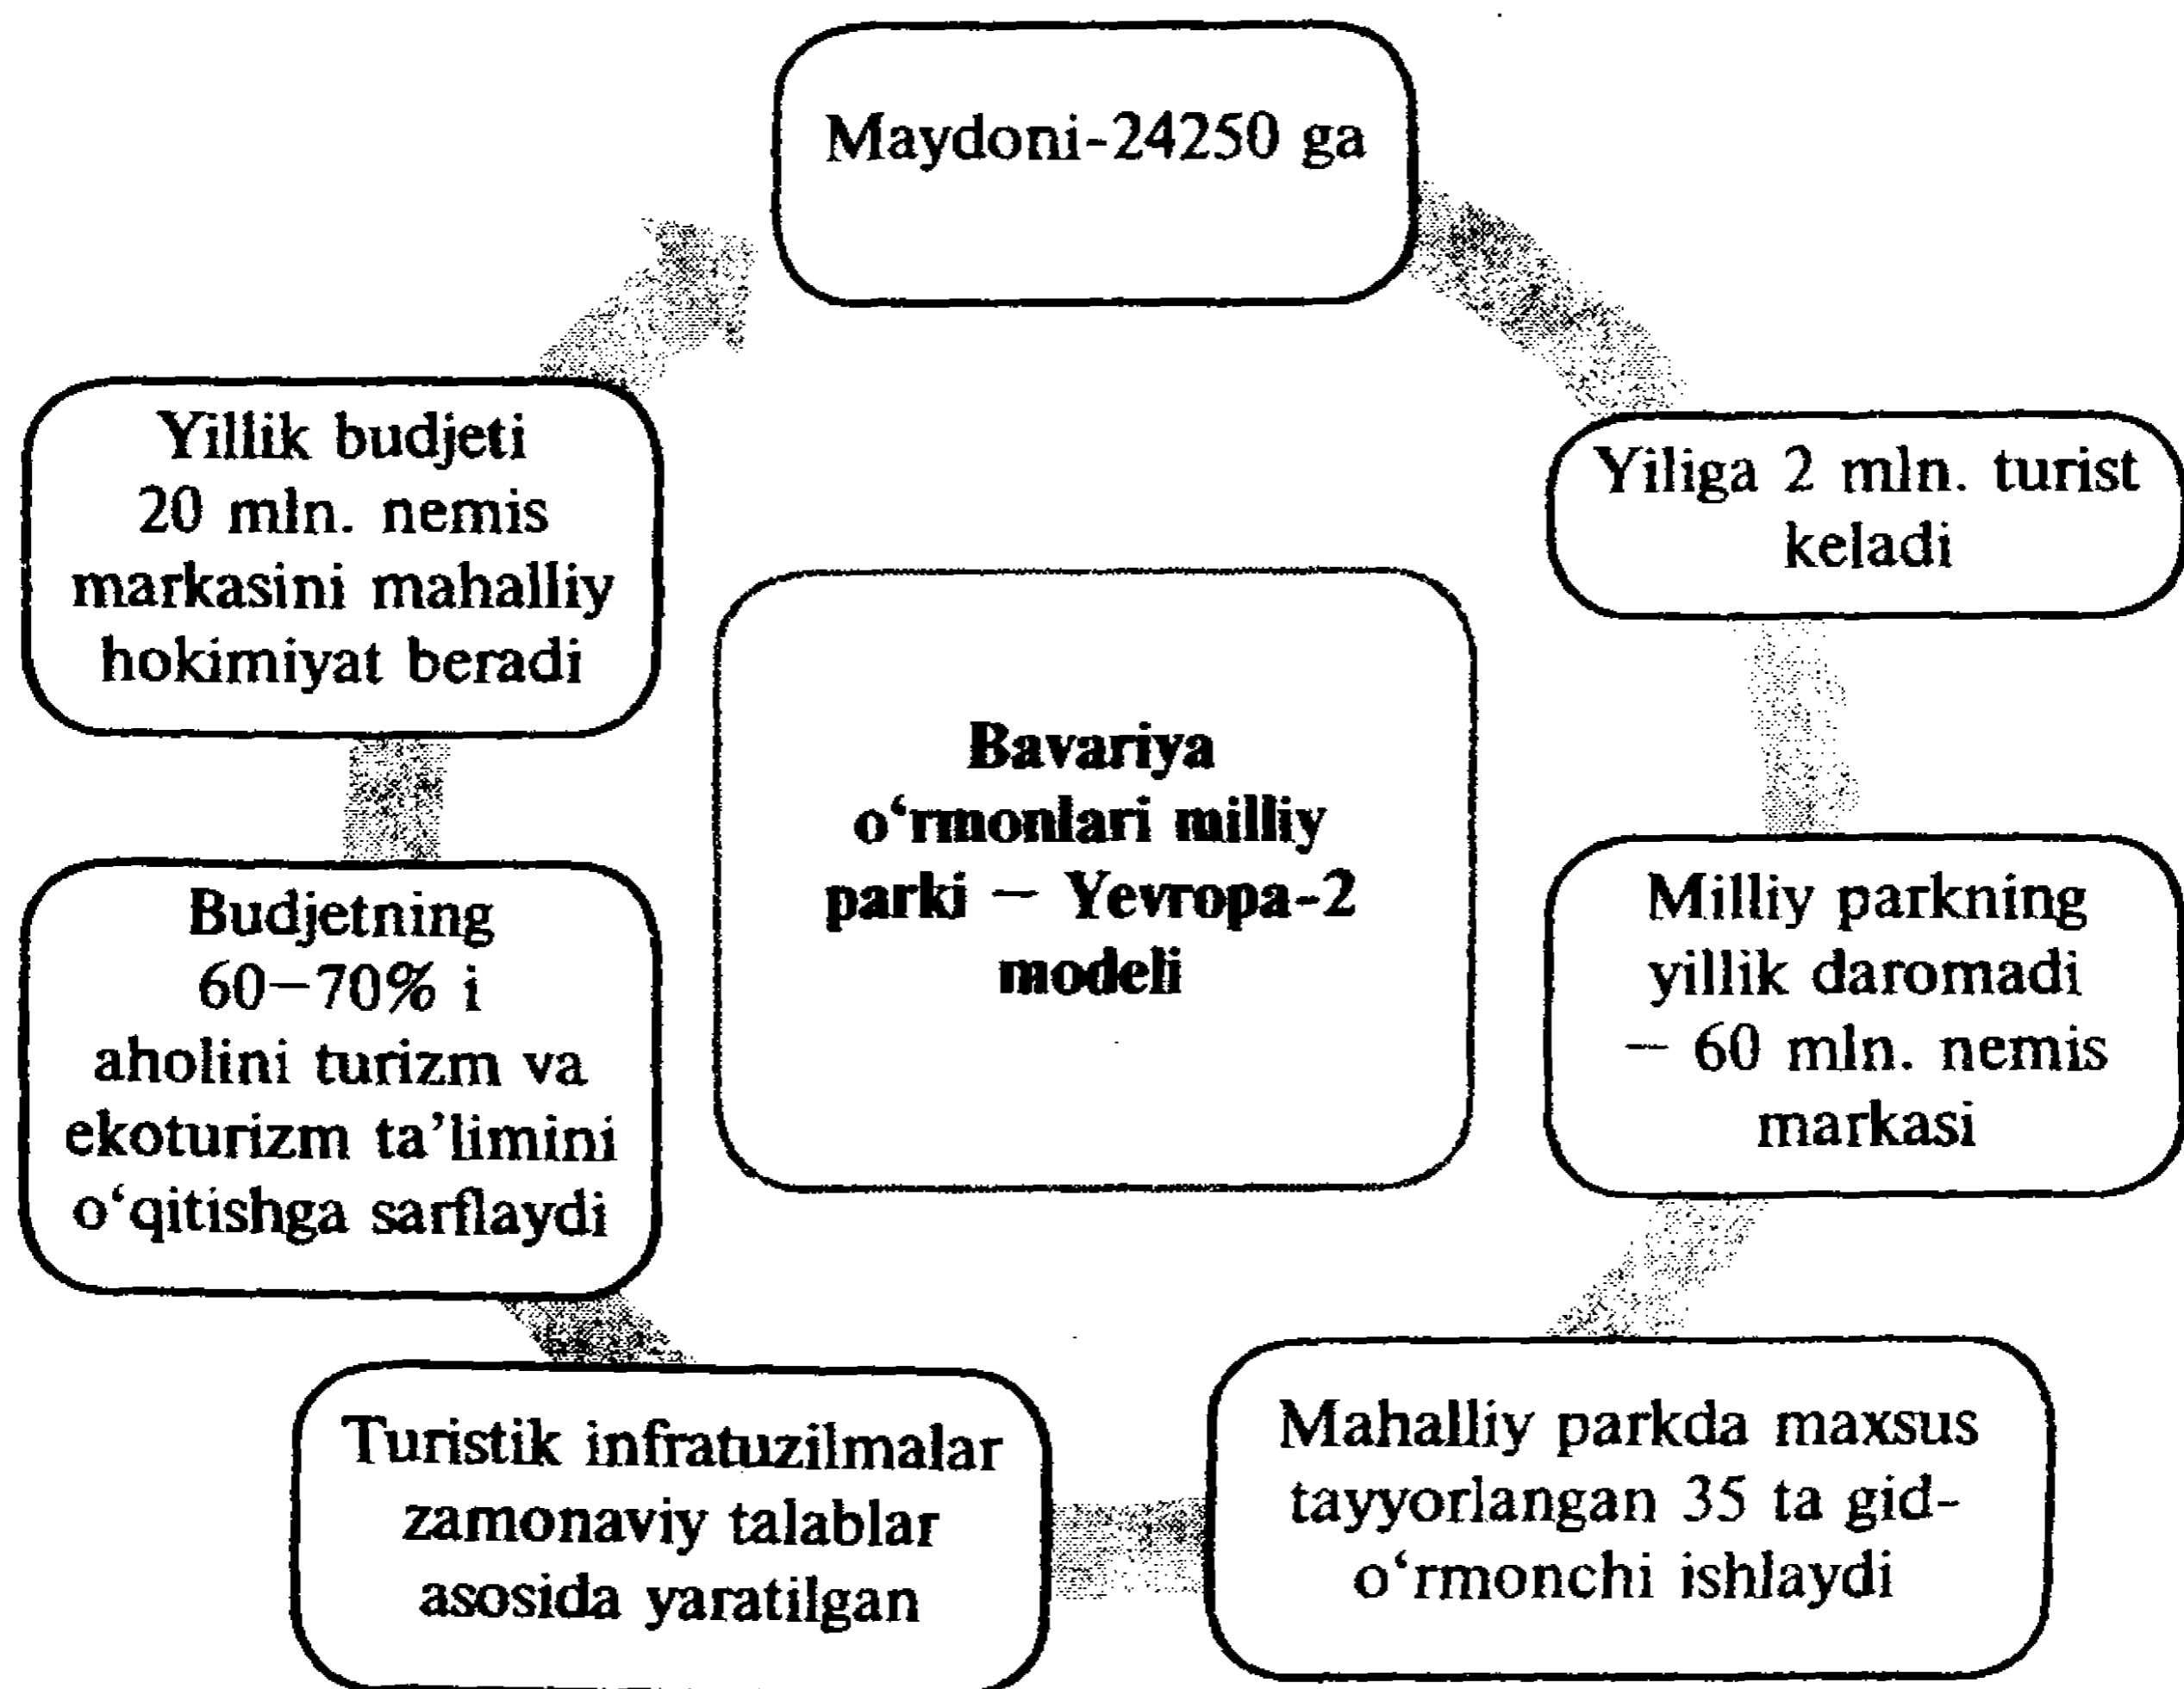 Maydoni-24250 ga
Yiliga 2 mln. turist
keladi
Milliy parkning
yillik daromadi
— 60 mln. nemis
markasi
Mahalliy parkda maxsus
tayyorlangan 35 ta gid-
o‘rmonchi ishlaydi
Turistik infratuzilmalar
zamonaviy talablar
asosida yaratilgan
Budjetning
60—70% i
aholini turizm va
ekoturizm ta’limini
o‘qitishga sarflaydi
Yillik budjeti
20 mln. nemis
markasini mahalliy
hokimiyat beradi
Bavariya
o‘rmonlari milliy
parki — Yevropa-2
modeli